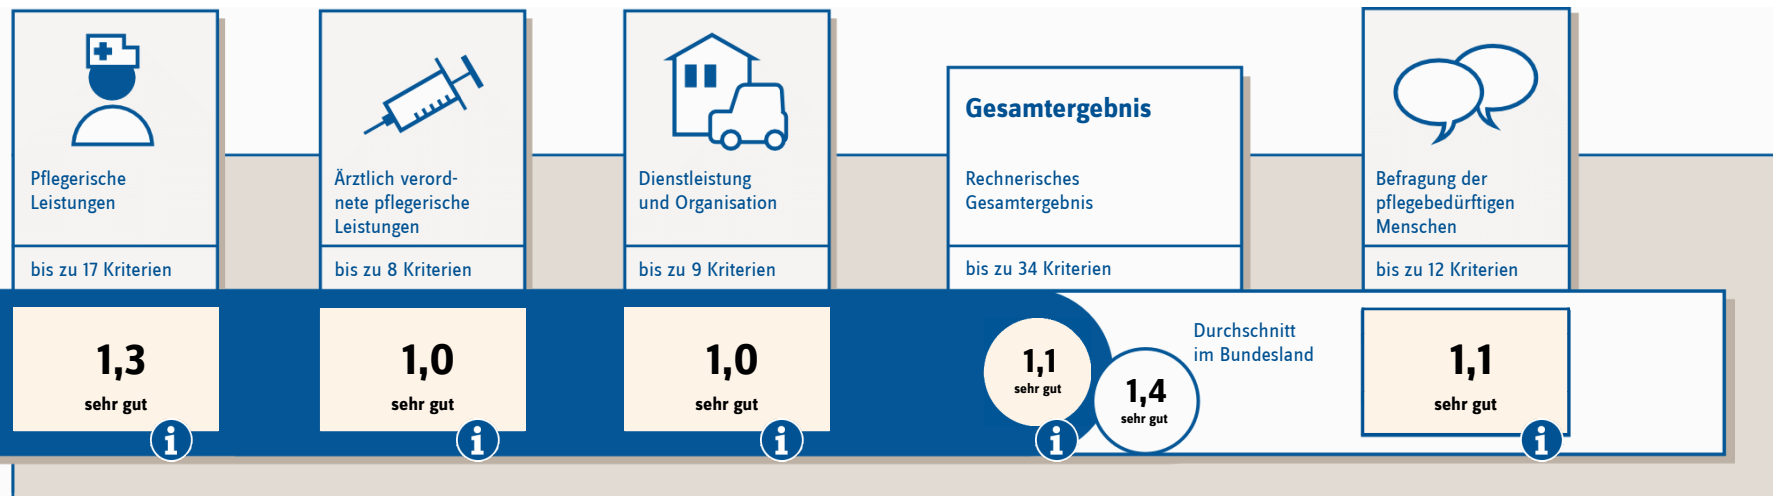 Pflegerische
Leistungen
bis zu 17 Kriterien
1,3
sehr gut
i
Ärztlich verord-
nete pflegerische
Leistungen
bis zu 8 Kriterien
1,0
sehr gut
i
Dienstleistung
und Organisation
bis zu 9 Kriterien
1,0
sehr gut
i
Gesamtergebnis
Rechnerisches
Gesamtergebnis
bis zu 34 Kriterien
1,1
sehr gut
i
1,4
sehr gut
Durchschnitt
im Bundesland
Befragung der
pflegebedürftigen
Menschen
bis zu 12 Kriterien
1,1
sehr gut
i